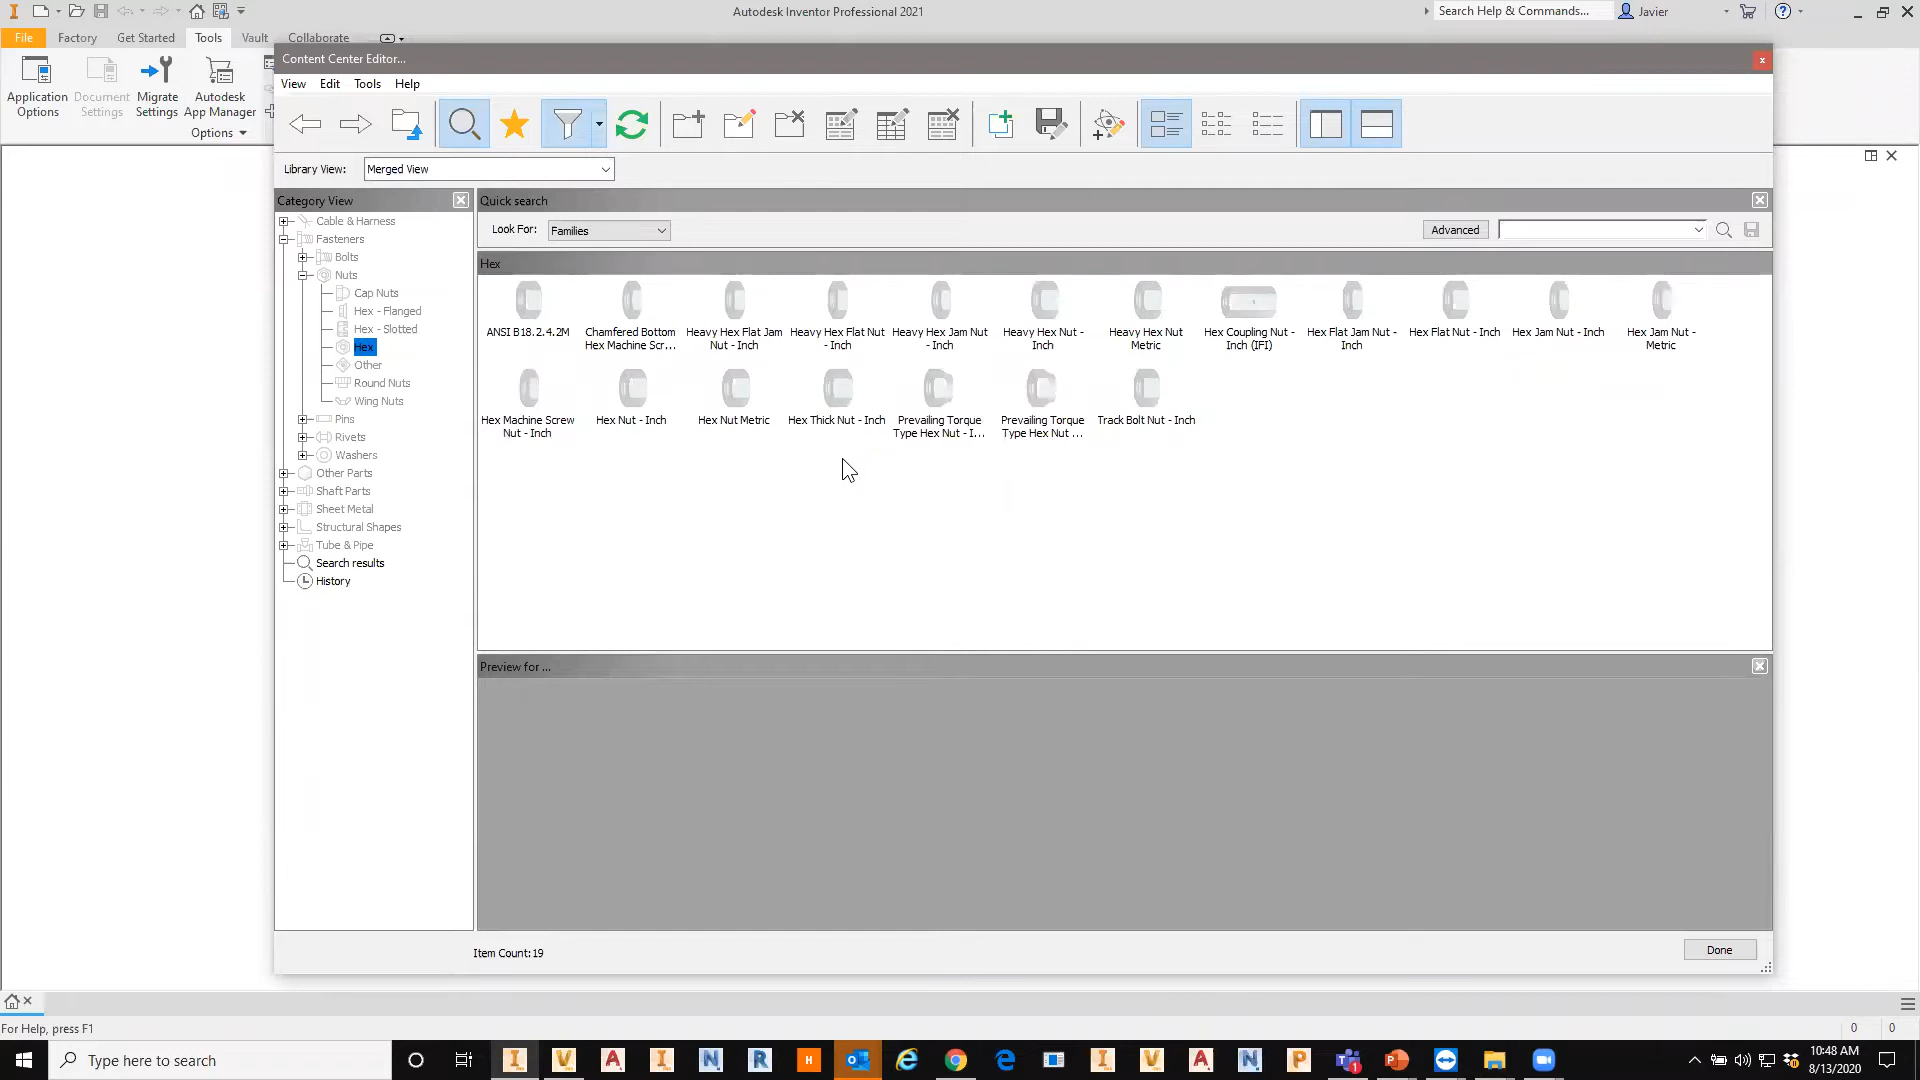 Autodesk Inventor Professional 2021
Search Help & Commands...
Javier
File
Factory
Get Started
Tools
Vault
Collaborate
Application
Options
Document
Settings
Migrate
Settings
Autodesk
App Manager
Options
Content Center Editor...
View
Edit
Tools
Help
Library View:
Merged View
Category View
Cable & Harness
Fasteners
Bolts
Nuts
Cap Nuts
Hex - Flanged
Hex - Slotted
Hex
Other
Round Nuts
Wing Nuts
Pins
Rivets
Washers
Other Parts
Shaft Parts
Sheet Metal
Structural Shapes
Tube & Pipe
Search results
History
Quick search
Look For:
Families
Advanced
Hex
ANSI B18.2.4.2M
Chamfered Bottom
Hex Machine Scr...
Heavy Hex Flat Jam
Nut - Inch
Heavy Hex Flat Nut
- Inch
Heavy Hex Jam Nut
- Inch
Heavy Hex Nut -
Inch
Heavy Hex Nut
Metric
Hex Coupling Nut -
Inch (IFI)
Hex Flat Jam Nut -
Inch
Hex Flat Nut - Inch
Hex Jam Nut - Inch
Hex Jam Nut -
Metric
Hex Machine Screw
Nut - Inch
Hex Nut - Inch
Hex Nut Metric
Hex Thick Nut - Inch
Prevailing Torque
Type Hex Nut - I...
Prevailing Torque
Type Hex Nut ...
Track Bolt Nut - Inch
Preview for ...
Item Count:19
Done
For Help, press F1
0
0
Type here to search
10:48 AM
8/13/2020